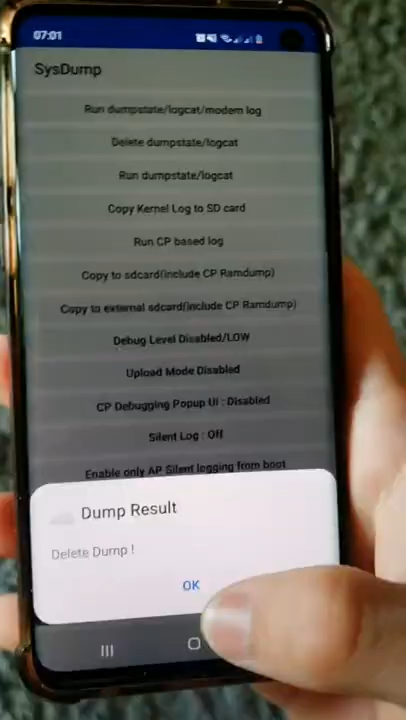 07:01
SysDump
Run dumpstate/logcat/modem log
Delete dumpstate/logcat
Run dumpstate/logcat
Copy Kernel Log to SD card
Run CP based log
Copy to sdcard(include CP Ramdump)
Copy to external sdcard(include CP Ramdump)
Debug Level Disabled/LOW
Upload Mode Disabled
CP Debugging Popup UI : Disabled
Silent Log : Off
Enable only AP Silent logging from boot
Dump Result
Delete Dump !
OK